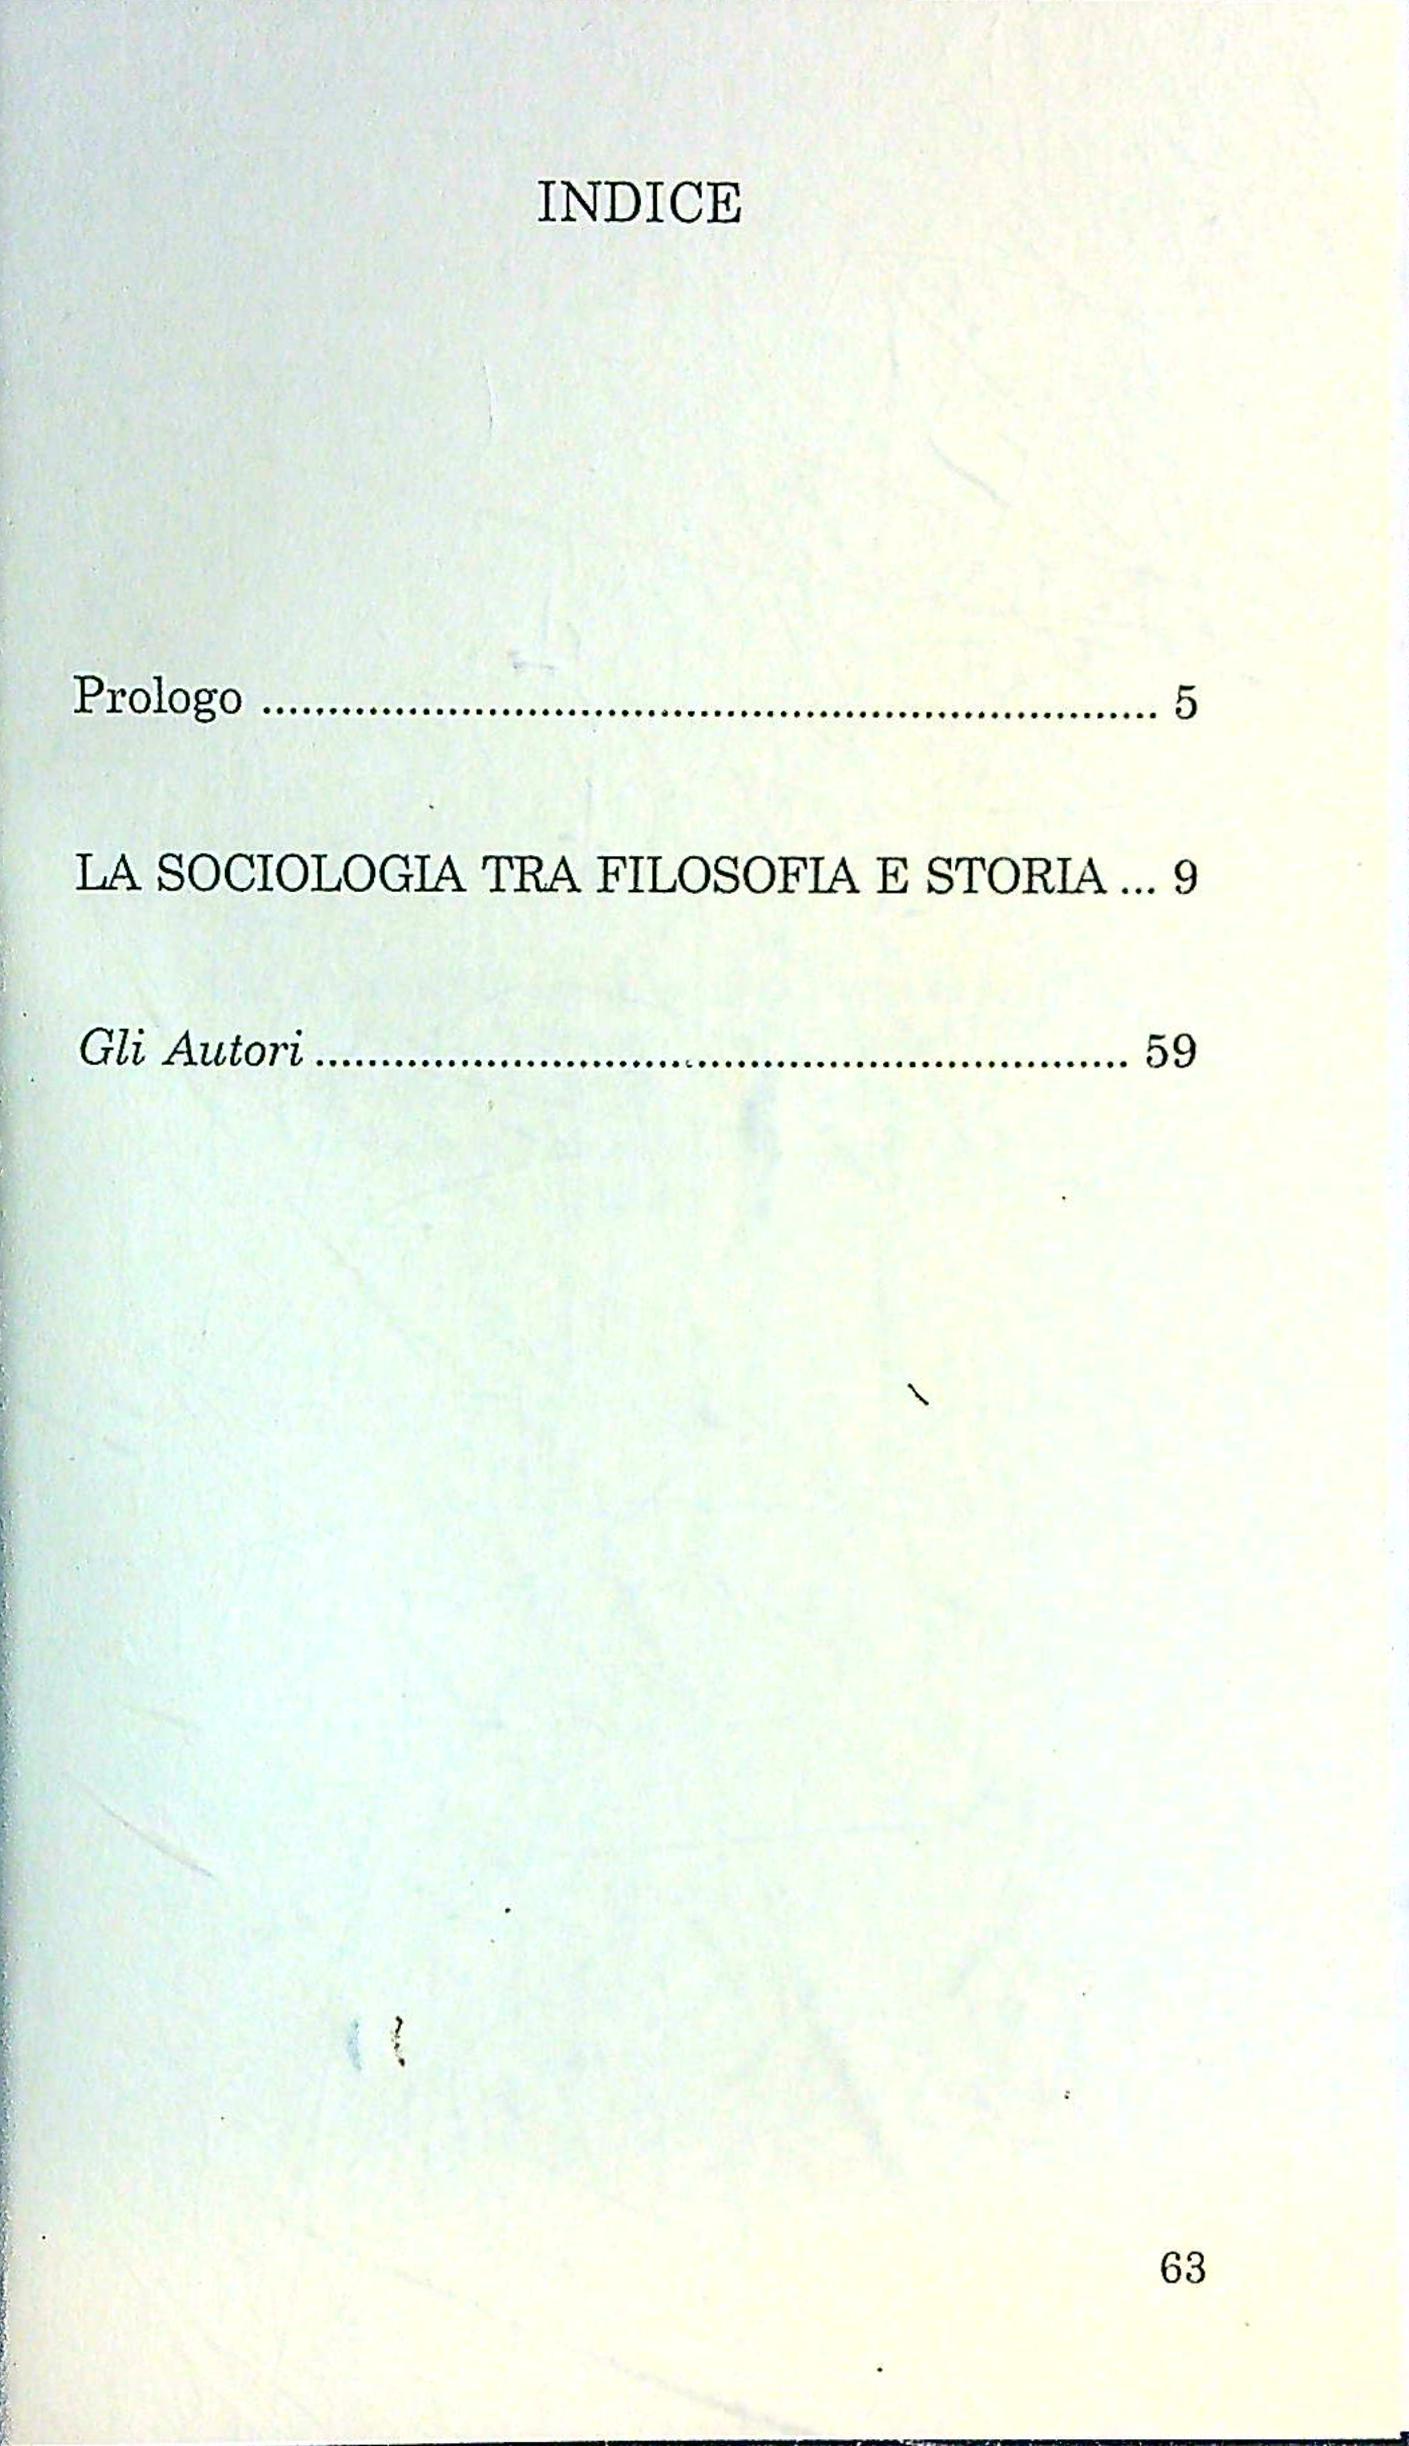 INDICE
Prologo ..................................................................... 5
LA SOCIOLOGIA TRA FILOSOFIA E STORIA ... 9
Gli Autori .............................................................. 59
63